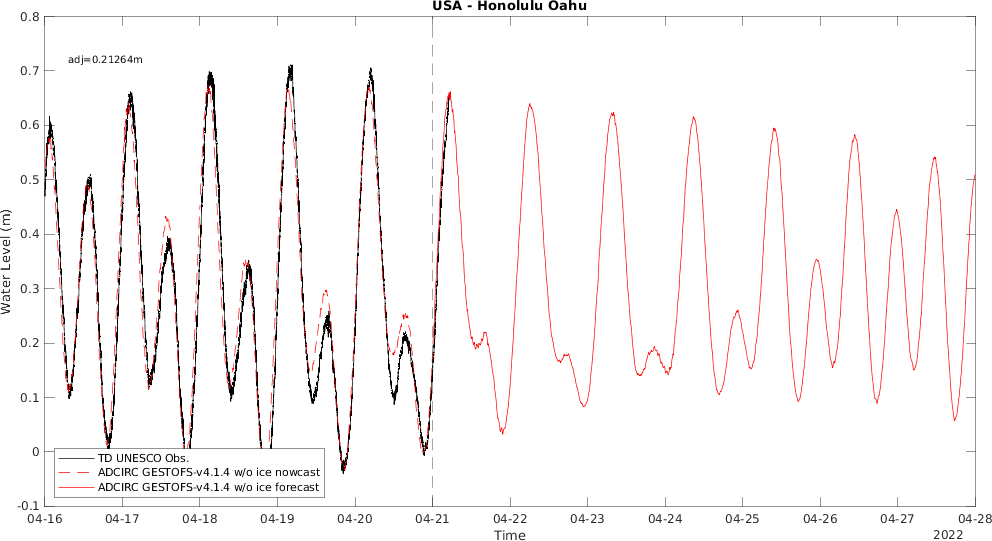 USA - Honolulu Oahu
adj=0.21264m
0.8
0.7
0.6
0.5
0.4
0.3
0.2
0.1
0
-0.1
Water Level (m)
TD UNESCO Obs.
ADCIRC GESTOFS-v4.1.4 w/o ice nowcast
ADCIRC GESTOFS-v4.1.4 w/o ice forecast
04-16 04-17 04-18 04-19 04-20 04-21 04-22 04-23 04-24 04-25 04-26 04-27 04-28
Time
2022